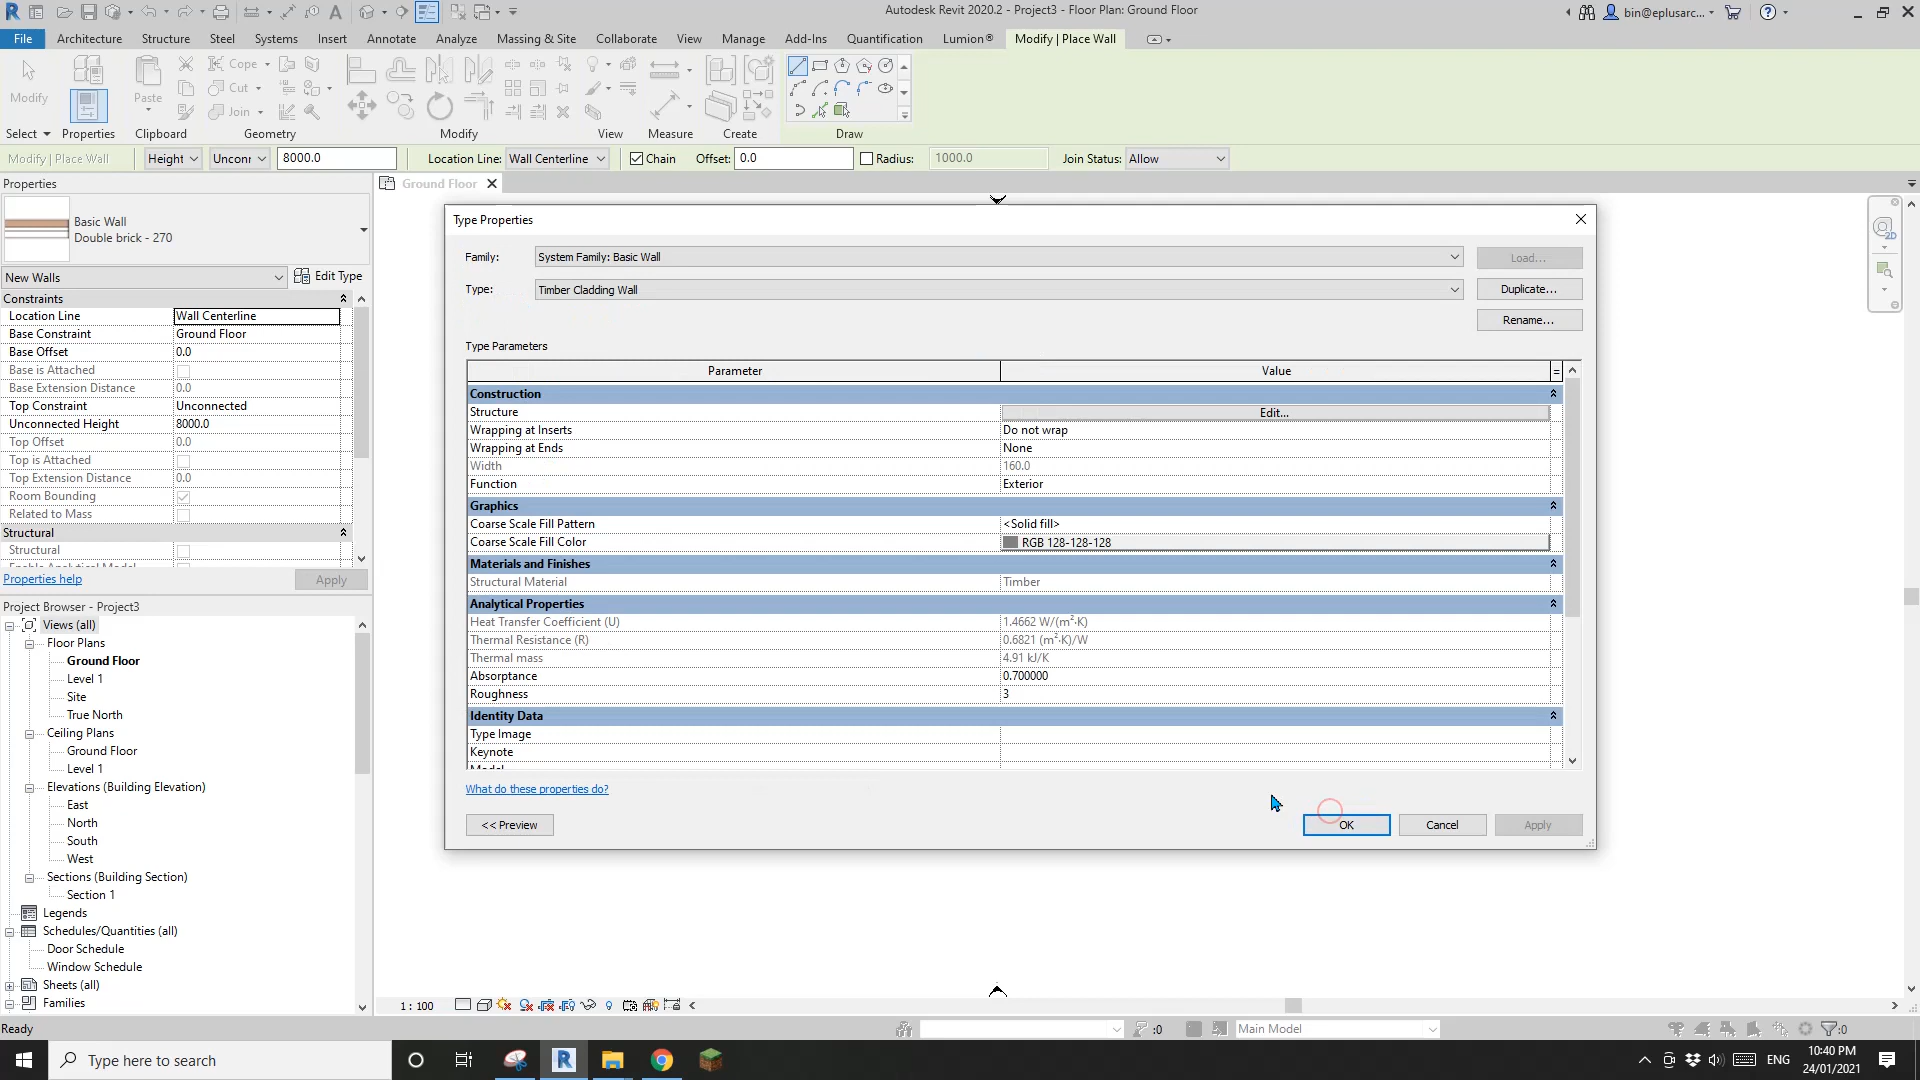 Autodesk Revit 2020.2 - Project3 - Floor Plan: Ground Floor
bin@eplusarc...
File Architecture Structure Steel Systems Insert Annotate Analyze Massing & Site Collaborate View Manage Add-Ins Quantification Lumion® Modify | Place Wall
Modify
Paste
Cope
Cut
Join
Select Properties Clipboard Geometry Modify View Measure Create Draw
Modify | Place Wall Height Unconr 8000.0 Location Line: Wall Centerline Chain Offset: 0.0 Radius: 1000.0 Join Status: Allow
Properties
Ground Floor
Basic Wall
Double brick - 270
New Walls Edit Type
Constraints
Location Line Wall Centerline
Base Constraint Ground Floor
Base Offset 0.0
Base is Attached
Base Extension Distance 0.0
Top Constraint Unconnected
Unconnected Height 8000.0
Top Offset 0.0
Top is Attached
Top Extension Distance 0.0
Room Bounding
Related to Mass
Structural
Structural
Properties help Apply
Project Browser - Project3
Views (all)
Floor Plans
Ground Floor
Level 1
Site
True North
Ceiling Plans
Ground Floor
Level 1
Elevations (Building Elevation)
East
North
South
West
Sections (Building Section)
Section 1
Legends
Schedules/Quantities (all)
Door Schedule
Window Schedule
Sheets (all)
Families
Type Properties
Family: System Family: Basic Wall Load...
Type: Timber Cladding Wall Duplicate...
Rename...
Type Parameters
Parameter Value =
Construction
Structure Edit...
Wrapping at Inserts Do not wrap
Wrapping at Ends None
Width 160.0
Function Exterior
Graphics
Coarse Scale Fill Pattern <Solid fill>
Coarse Scale Fill Color RGB 128-128-128
Materials and Finishes
Structural Material Timber
Analytical Properties
Heat Transfer Coefficient (U) 1.4662 W/(m²·K)
Thermal Resistance (R) 0.6821 (m²·K)/W
Thermal mass 4.91 kJ/K
Absorptance 0.700000
Roughness 3
Identity Data
Type Image
Keynote
What do these properties do?
<< Preview OK Cancel Apply
1 : 100
Ready :0 Main Model :0
Type here to search
ENG
10:40 PM
24/01/2021